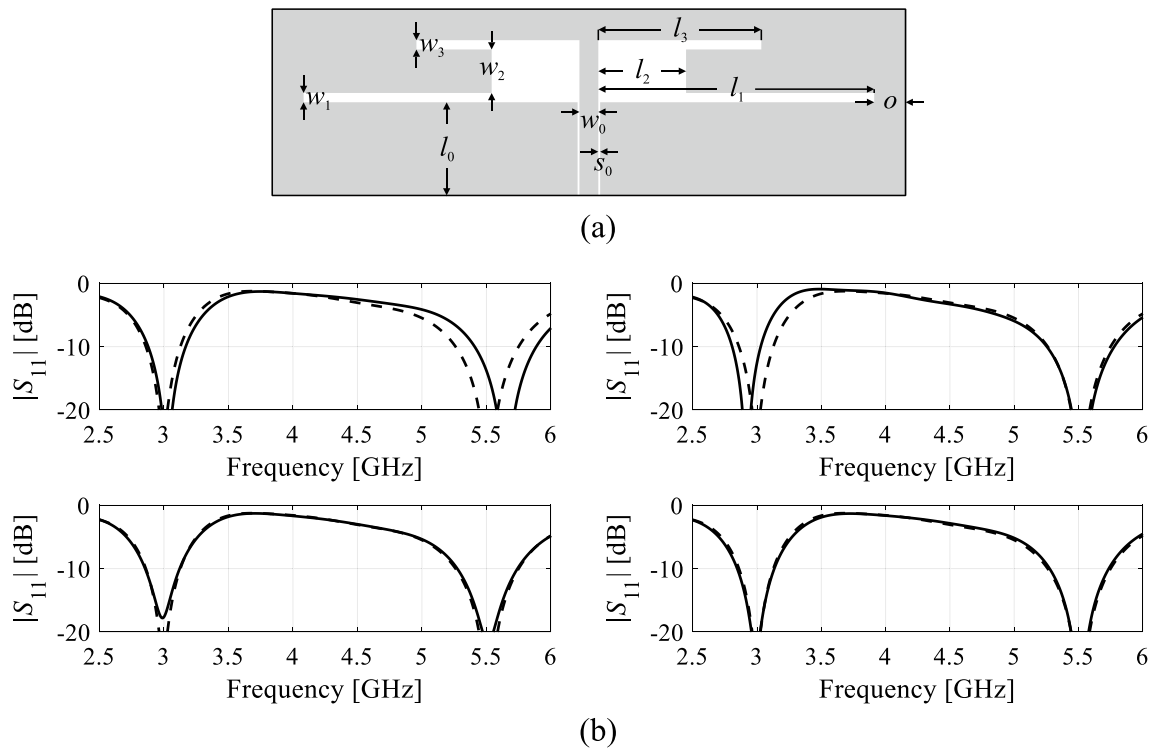 w₃ w₂ l₃
l₂
w₁ l₁ o
w₀
l₀ s₀
(a)
|S₁₁| [dB] 0 -10 -20
2.5 3 3.5 4 4.5 5 5.5 6
Frequency [GHz]
|S₁₁| [dB] 0 -10 -20
2.5 3 3.5 4 4.5 5 5.5 6
Frequency [GHz]
|S₁₁| [dB] 0 -10 -20
2.5 3 3.5 4 4.5 5 5.5 6
Frequency [GHz]
|S₁₁| [dB] 0 -10 -20
2.5 3 3.5 4 4.5 5 5.5 6
Frequency [GHz]
(b)